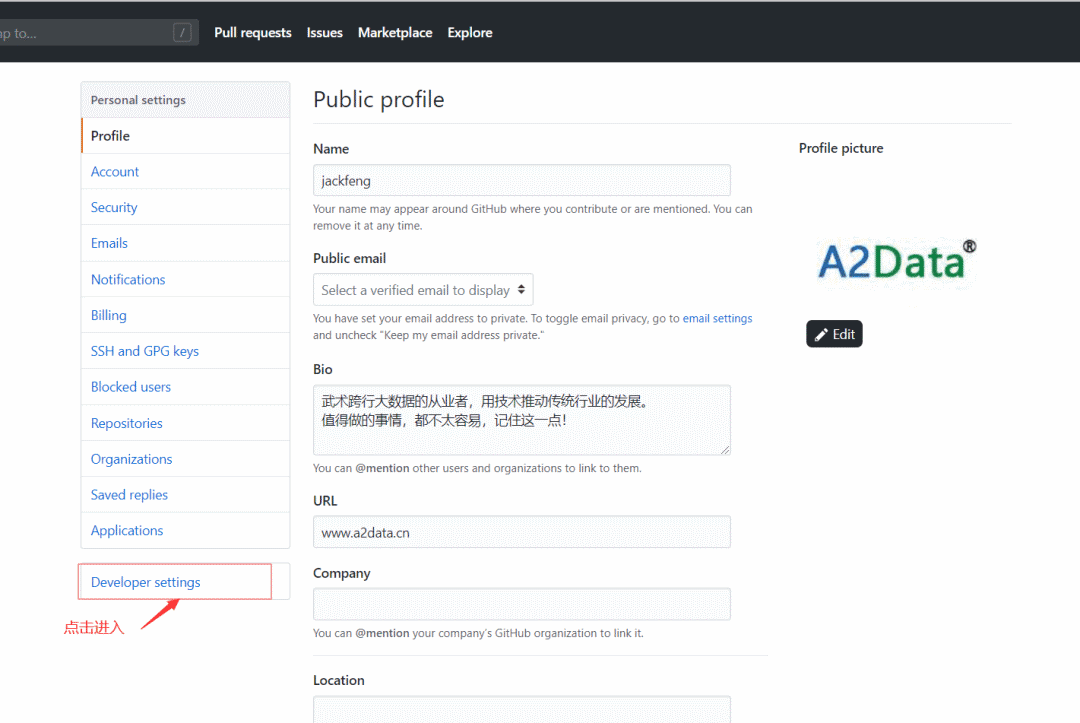 p to...
/
Pull requests
Issues
Marketplace
Explore
Personal settings
Profile
Account
Security
Emails
Notifications
Billing
SSH and GPG keys
Blocked users
Repositories
Organizations
Saved replies
Applications
Developer settings
点击进入
Public profile
Name
jackfeng
Your name may appear around GitHub where you contribute or are mentioned. You can
remove it at any time.
Public email
Select a verified email to display
You have set your email address to private. To toggle email privacy, go to email settings
and uncheck "Keep my email address private."
Bio
武术跨行大数据的从业者，用技术推动传统行业的发展。
值得做的事情，都不太容易，记住这一点！
You can @mention other users and organizations to link to them.
URL
www.a2data.cn
Company
You can @mention your company's GitHub organization to link it.
Location
Profile picture
A2Data®
Edit